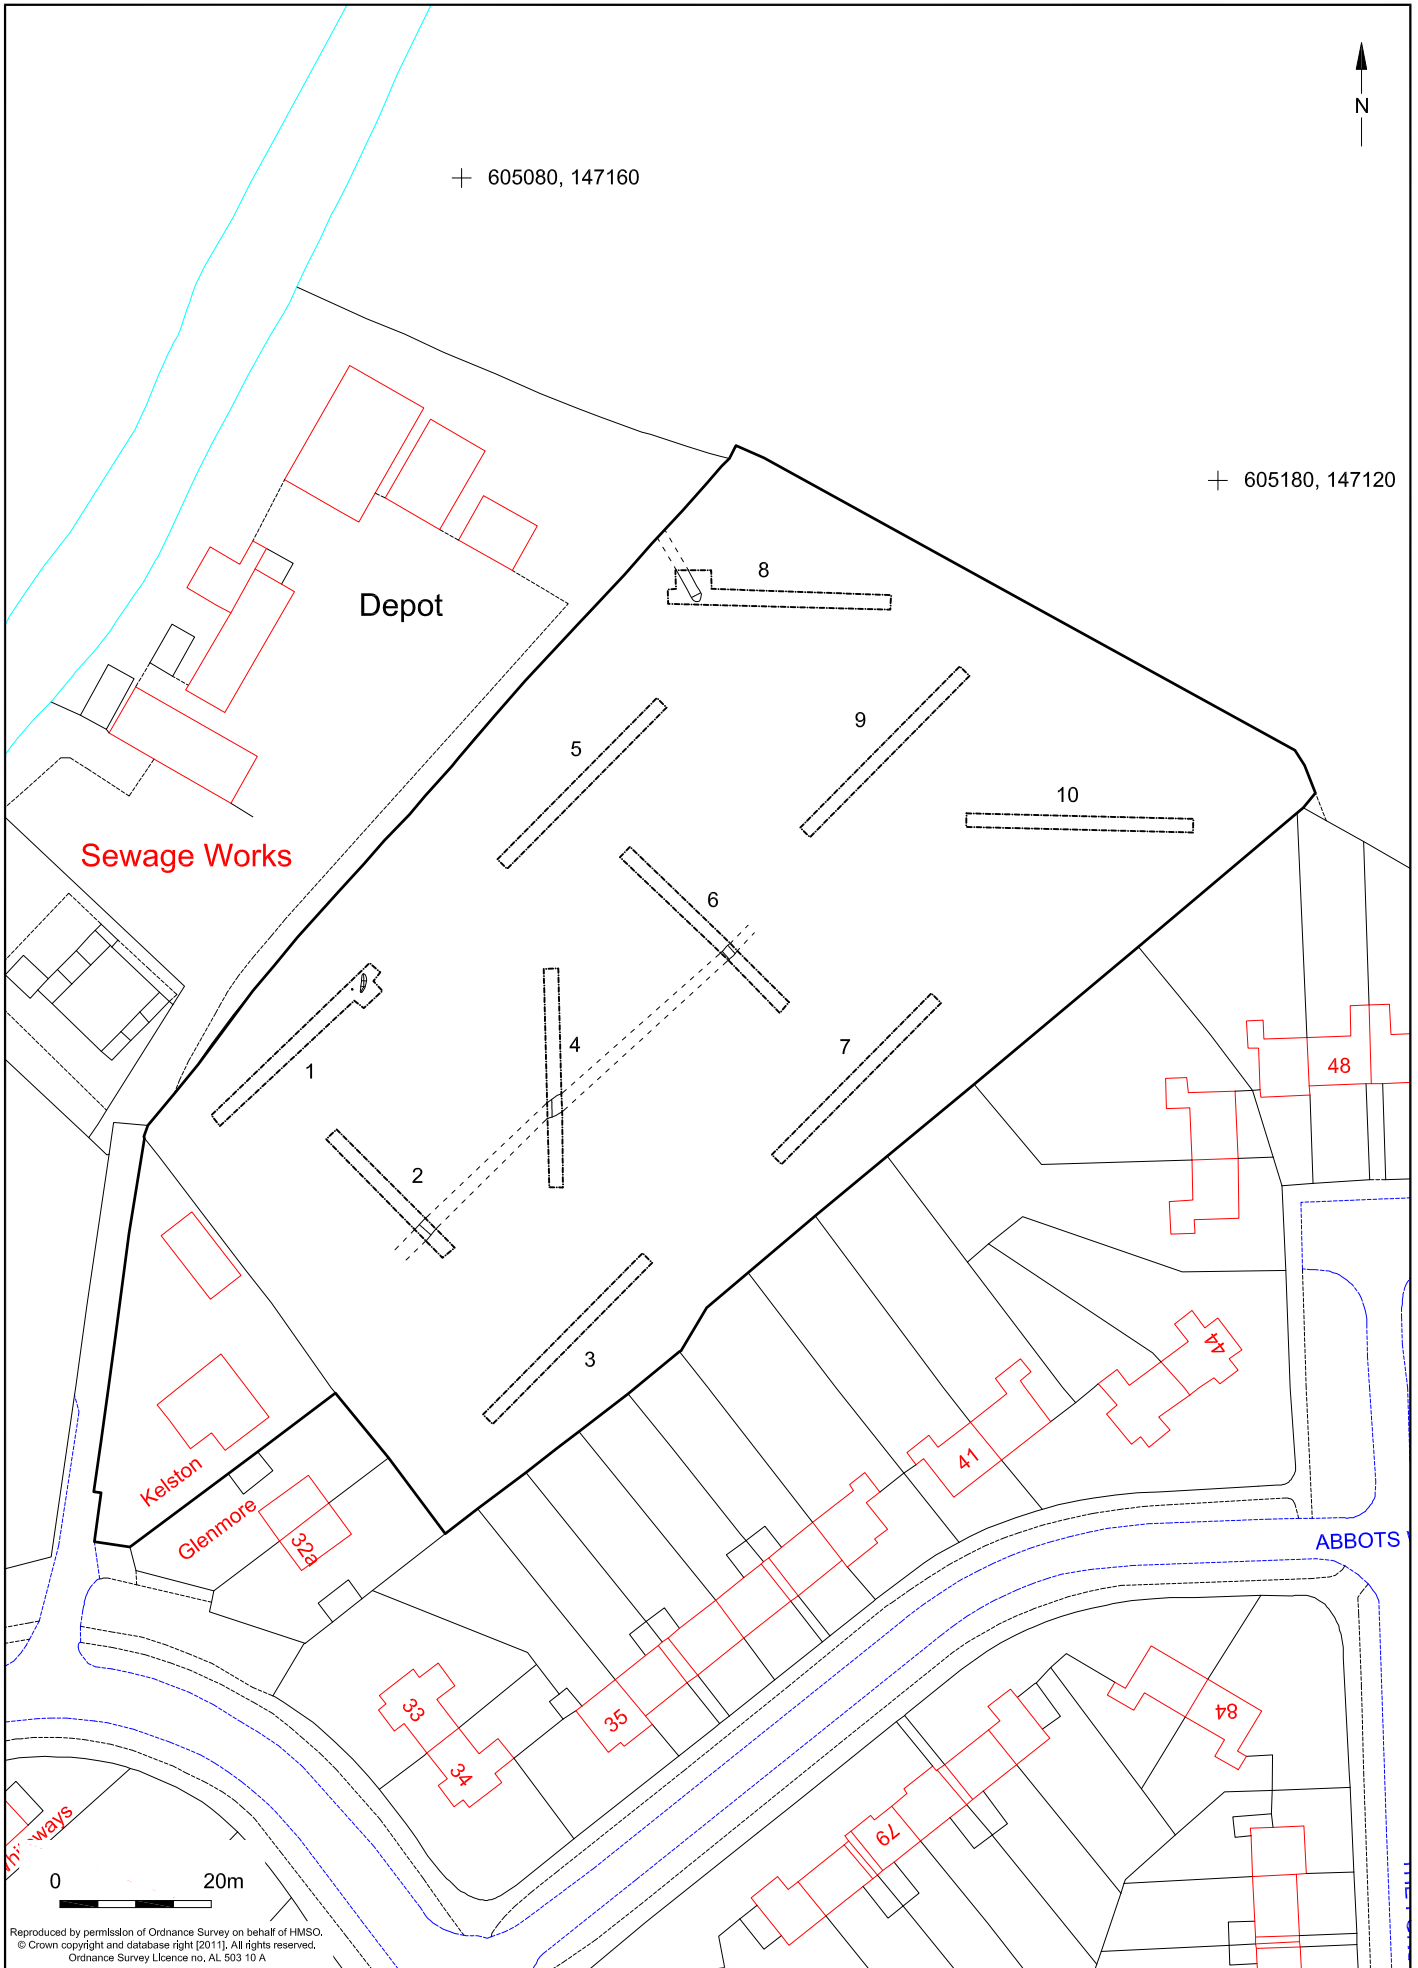 N
605080, 147160
605180, 147120
8
Depot
9
5
10
Sewage Works
6
4
7
1
48
2
3
44
41
Kelston
Glenmore
32a
ABBOTS
33
35
84
34
79
0 20m
Reproduced by permission of Ordnance Survey on behalf of HMSO.
© Crown copyright and database right [2011]. All rights reserved.
Ordnance Survey Licence no. AL 503 10 A